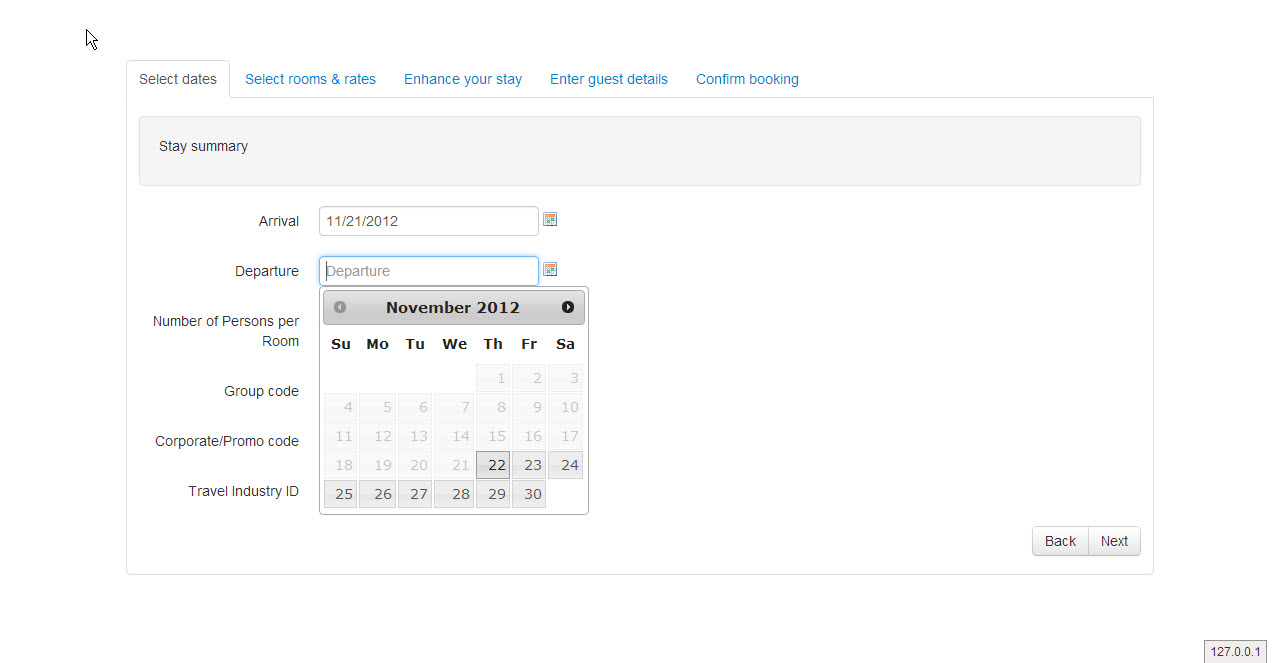 Select dates Select rooms & rates Enhance your stay Enter guest details Confirm booking
Stay summary
Arrival 11/21/2012
Departure Departure
November 2012
Su Mo Tu We Th Fr Sa
1 2 3
4 5 6 7 8 9 10
11 12 13 14 15 16 17
18 19 20 21 22 23 24
25 26 27 28 29 30
Number of Persons per
Room
Group code
Corporate/Promo code
Travel Industry ID
Back Next
127.0.0.1